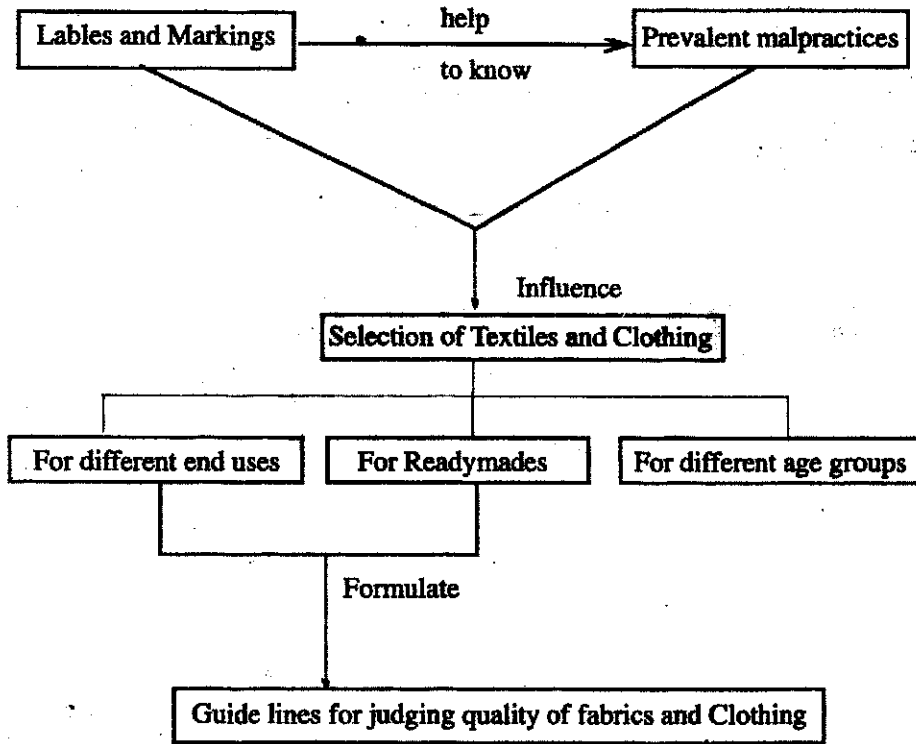 Lables and Markings
help
to know
Prevalent malpractices
Influence
Selection of Textiles and Clothing
For different end uses
For Readymades
For different age groups
Formulate
Guide lines for judging quality of fabrics and Clothing